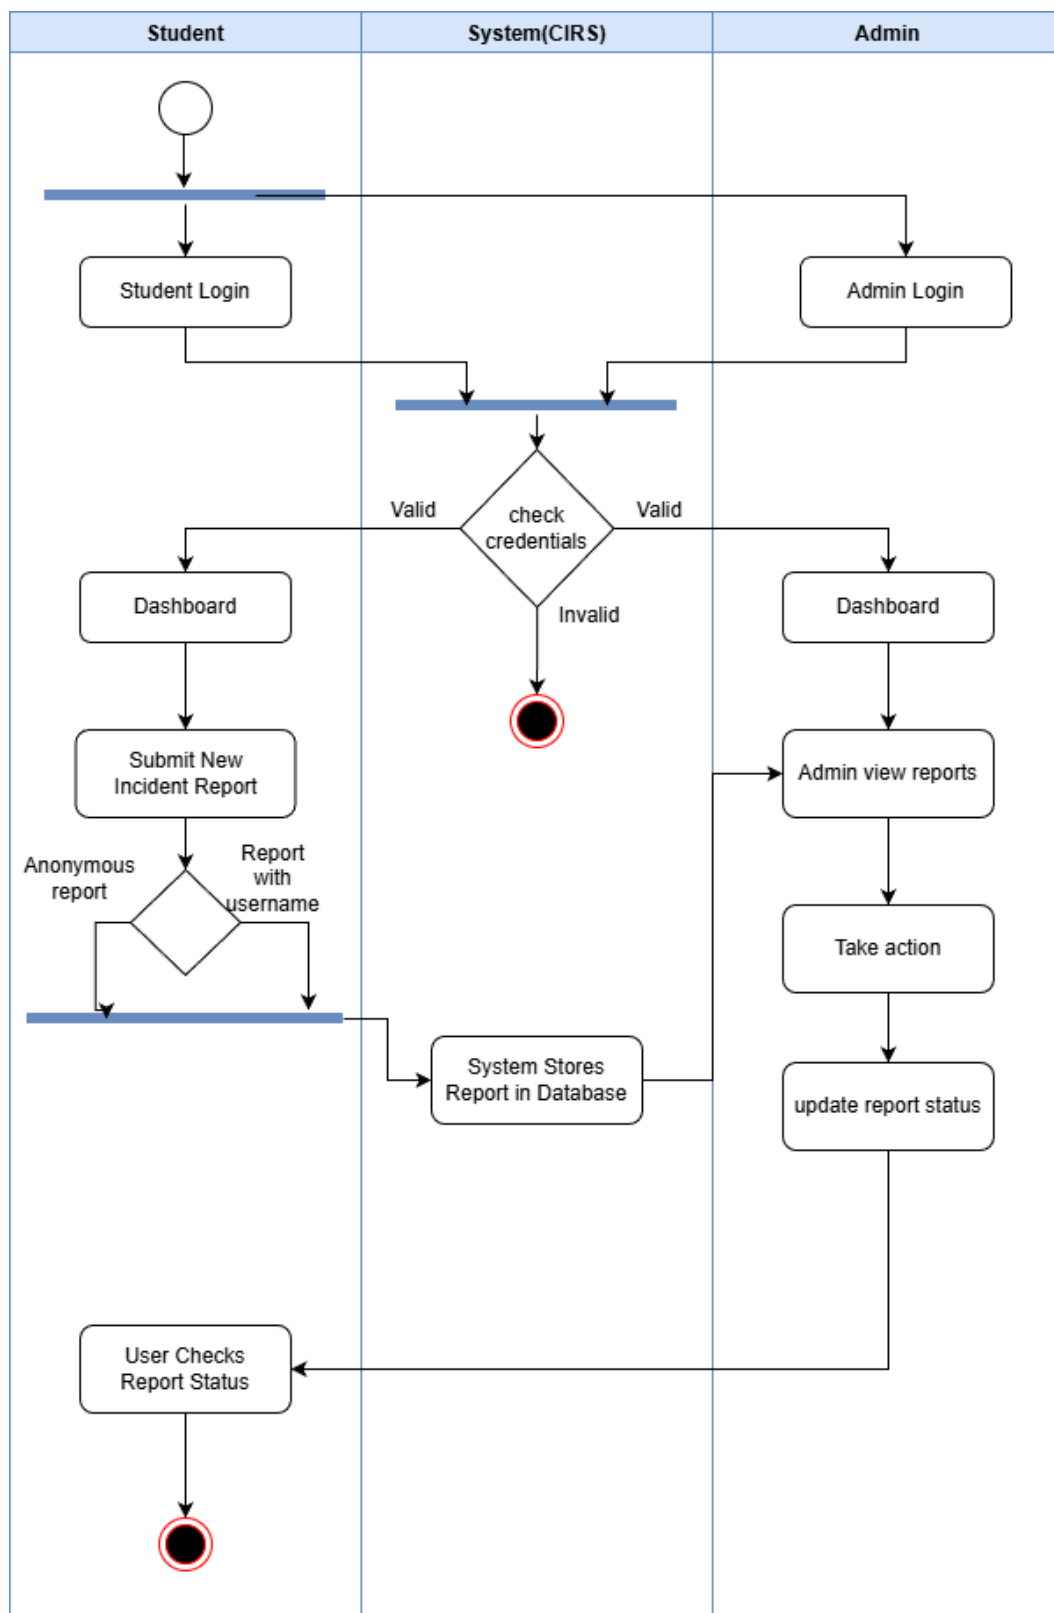 Student
System(CIRS)
Admin
Student Login
Admin Login
Valid
check
credentials
Valid
Invalid
Dashboard
Dashboard
Submit New
Incident Report
Admin view reports
Anonymous
report
Report
with
username
Take action
System Stores
Report in Database
update report status
User Checks
Report Status